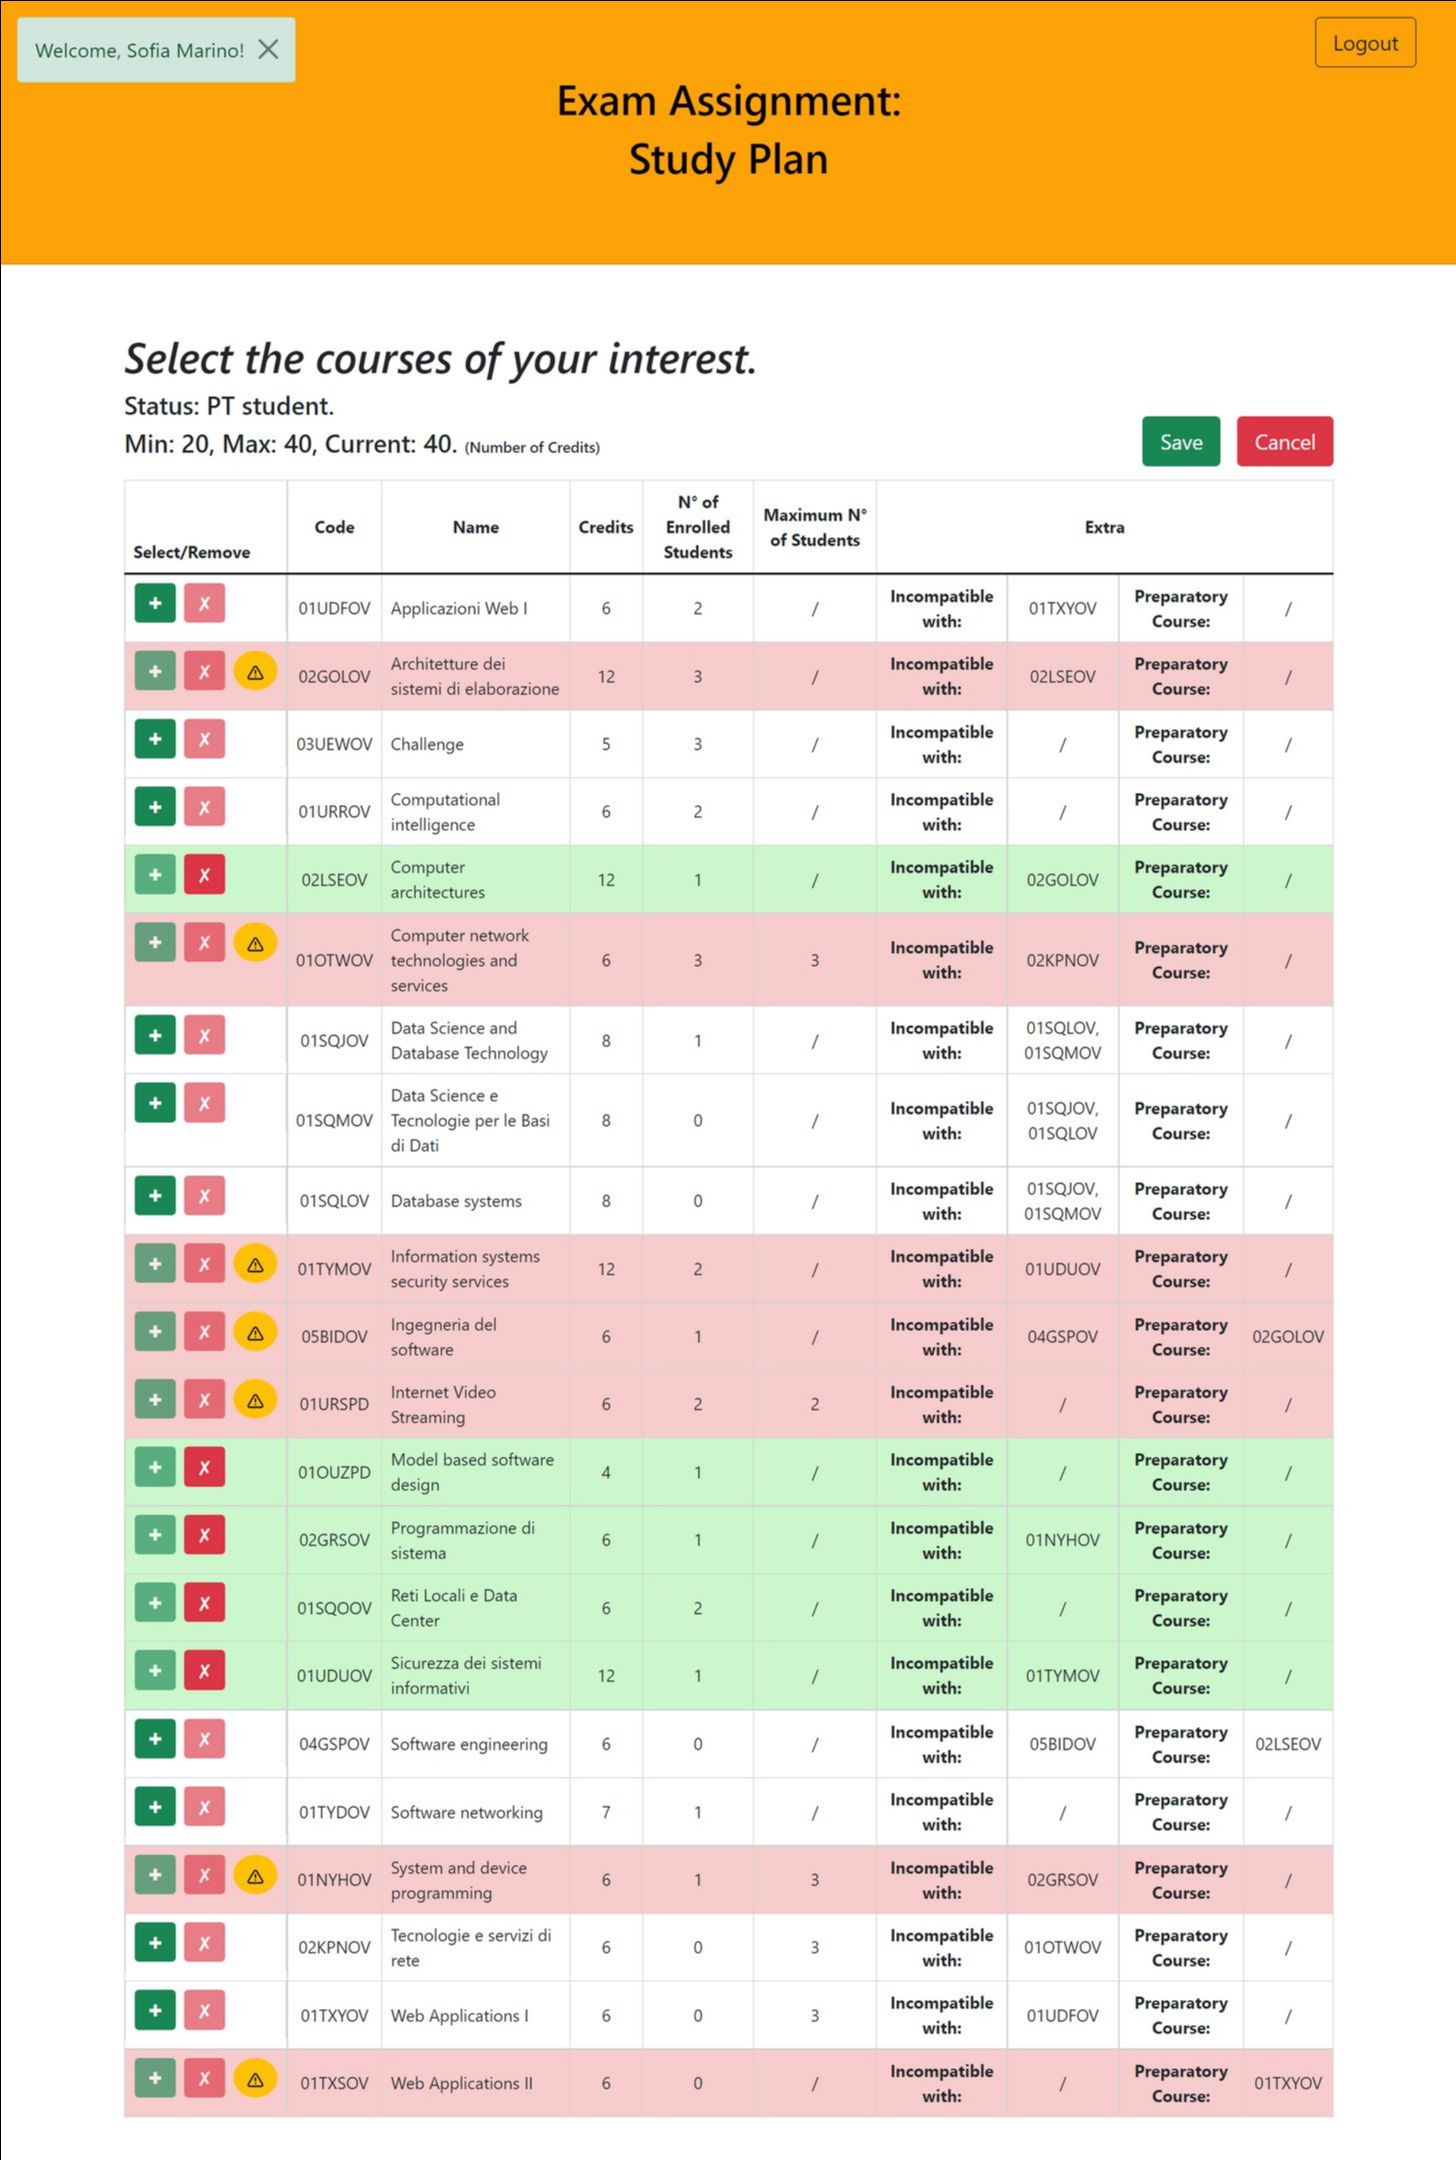 Welcome, Sofia Marino!
Logout
Exam Assignment:
Study Plan
Select the courses of your interest.
Status: PT student.
Min: 20, Max: 40, Current: 40. (Number of Credits)
Save Cancel
Select/Remove Code Name Credits N° of Enrolled Students Maximum N° of Students Extra
01UDFOV Applicazioni Web I 6 2 / Incompatible with: 01TXYOV Preparatory Course: /
02GOLOV Architetture dei sistemi di elaborazione 12 3 / Incompatible with: 02LSEOV Preparatory Course: /
03UEWOV Challenge 5 3 / Incompatible with: / Preparatory Course: /
01URROV Computational intelligence 6 2 / Incompatible with: / Preparatory Course: /
02LSEOV Computer architectures 12 1 / Incompatible with: 02GOLOV Preparatory Course: /
01OTWOV Computer network technologies and services 6 3 3 Incompatible with: 02KPNOV Preparatory Course: /
01SQJOV Data Science and Database Technology 8 1 / Incompatible with: 01SQLOV, 01SQMOV Preparatory Course: /
01SQMOV Data Science e Tecnologie per le Basi di Dati 8 0 / Incompatible with: 01SQJOV, 01SQLOV Preparatory Course: /
01SQLOV Database systems 8 0 / Incompatible with: 01SQJOV, 01SQMOV Preparatory Course: /
01TYMOV Information systems security services 12 2 / Incompatible with: 01UDUOV Preparatory Course: /
05BIDOV Ingegneria del software 6 1 / Incompatible with: 04GSPOV Preparatory Course: 02GOLOV
01URSPD Internet Video Streaming 6 2 2 Incompatible with: / Preparatory Course: /
01OUZPD Model based software design 4 1 / Incompatible with: / Preparatory Course: /
02GRSOV Programmazione di sistema 6 1 / Incompatible with: 01NYHOV Preparatory Course: /
01SQOOV Reti Locali e Data Center 6 2 / Incompatible with: / Preparatory Course: /
01UDUOV Sicurezza dei sistemi informativi 12 1 / Incompatible with: 01TYMOV Preparatory Course: /
04GSPOV Software engineering 6 0 / Incompatible with: 05BIDOV Preparatory Course: 02LSEOV
01TYDOV Software networking 7 1 / Incompatible with: / Preparatory Course: /
01NYHOV System and device programming 6 1 3 Incompatible with: 02GRSOV Preparatory Course: /
02KPNOV Tecnologie e servizi di rete 6 0 3 Incompatible with: 01OTWOV Preparatory Course: /
01TXYOV Web Applications I 6 0 3 Incompatible with: 01UDFOV Preparatory Course: /
01TXSOV Web Applications II 6 0 / Incompatible with: / Preparatory Course: 01TXYOV